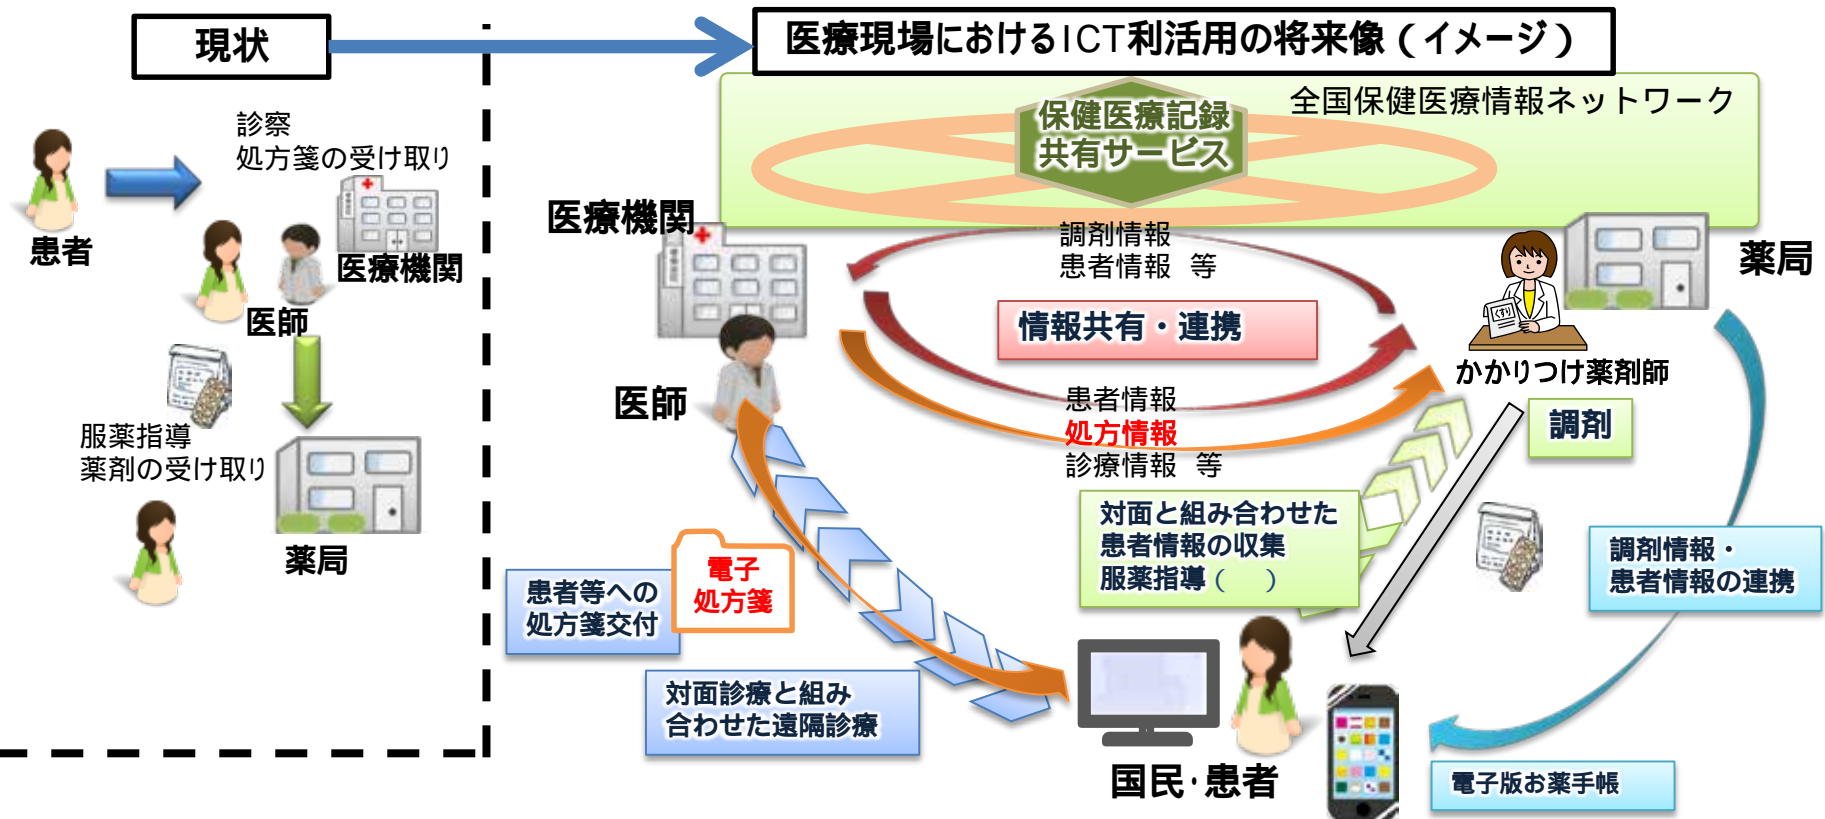 現状
医療現場におけるICT利活用の将来像(イメージ)
診察
処方箋の受け取り
患者
医療機関
医師
服薬指導
薬剤の受け取り
薬局
全国保健医療情報ネットワーク
保健医療記録
共有サービス
医療機関
調剤情報
患者情報 等
薬局
情報共有・連携
くすり
かかりつけ薬剤師
医師
患者情報
処方情報
診療情報 等
調剤
対面と組み合わせた
患者情報の収集
服薬指導( )
調剤情報・
患者情報の連携
電子
処方箋
患者等への
処方箋交付
対面診療と組み
合わせた遠隔診療
国民・患者
電子版お薬手帳